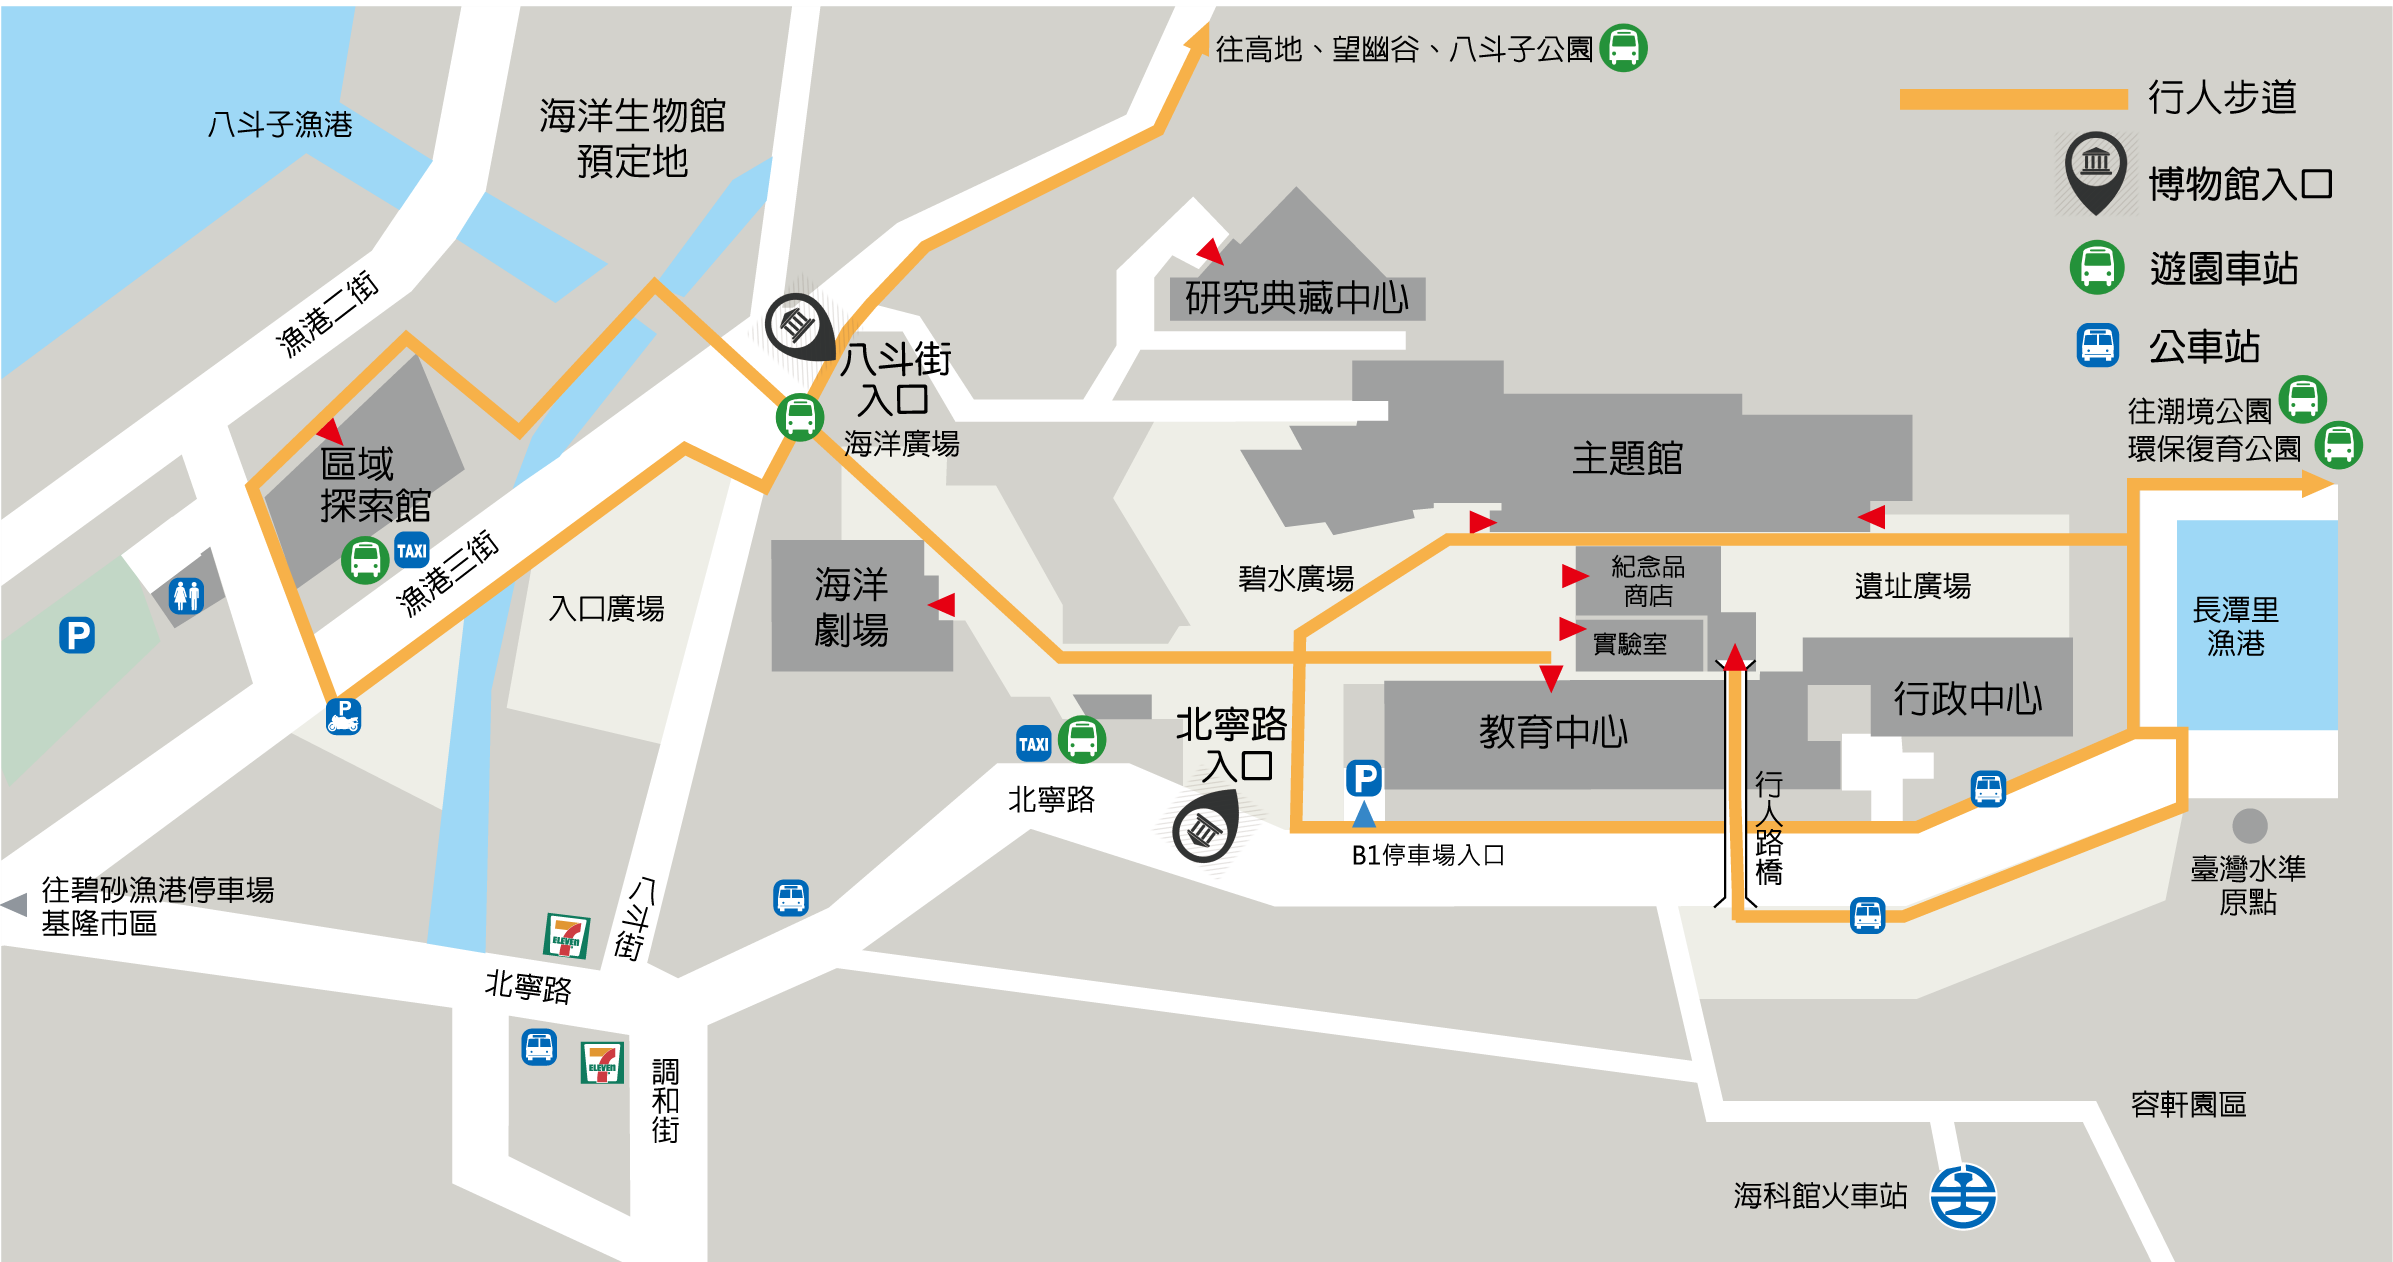 往高地、望幽谷、八斗子公園
行人步道
海洋生物館
預定地
八斗子漁港
博物館入口
遊園車站
公車站
漁港二街
研究典藏中心
八斗街
入口
海洋廣場
往潮境公園
環保復育公園
區域
探索館
TAXI
主題館
漁港三街
碧水廣場
紀念品
商店
實驗室
遺址廣場
海洋
劇場
入口廣場
長潭里
漁港
P
P
行政中心
教育中心
北寧路
入口
TAXI
北寧路
P
行人路橋
B1停車場入口
臺灣水準
原點
往碧砂漁港停車場
基隆市區
八斗街
7
ELEVEN
北寧路
7
ELEVEN
調和街
容軒園區
海科館火車站